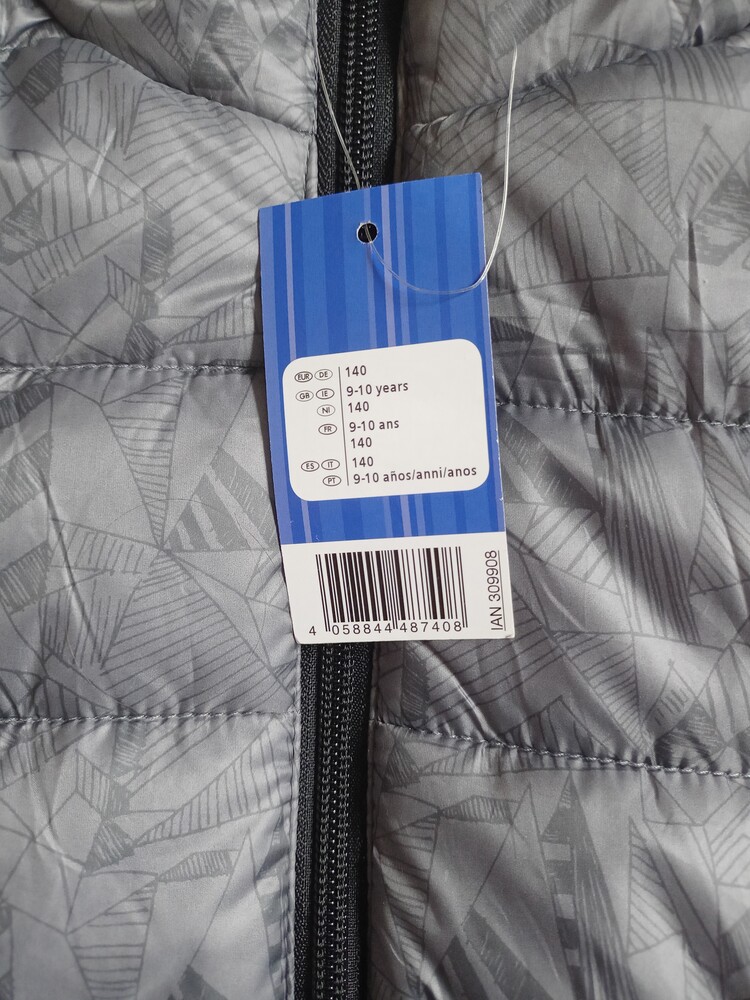 EUR DE 140
GB IE 9-10 years
NI 140
FR 9-10 ans
140
ES IT 140
PT 9-10 años/anni/anos
4 058844 487408
IAN 309908